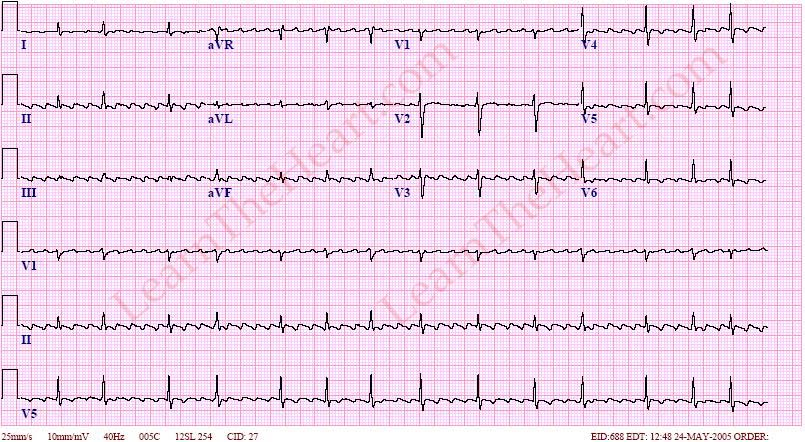 I aVR V1 V4
II aVL V2 V5
III aVF V3 V6
V1
II
V5
LearnTheHeart.com
LearnTheHeart.com
25mm/s 10mm/mV 40Hz 005C 12SL 254 CID: 27 EID:688 EDT: 12:48 24-MAY-2005 ORDER: